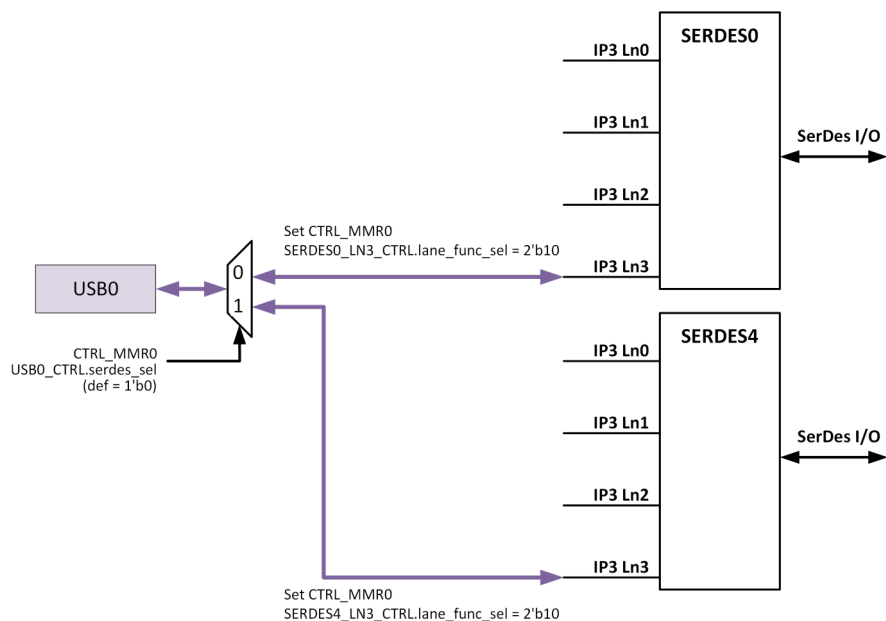 SERDES0
IP3 Ln0
IP3 Ln1
SerDes I/O
IP3 Ln2
Set CTRL_MMR0
SERDES0_LN3_CTRL.lane_func_sel = 2'b10
IP3 Ln3
0
USB0
1
CTRL_MMR0
USB0_CTRL.serdes_sel
(def = 1'b0)
SERDES4
IP3 Ln0
IP3 Ln1
SerDes I/O
IP3 Ln2
IP3 Ln3
Set CTRL_MMR0
SERDES4_LN3_CTRL.lane_func_sel = 2'b10